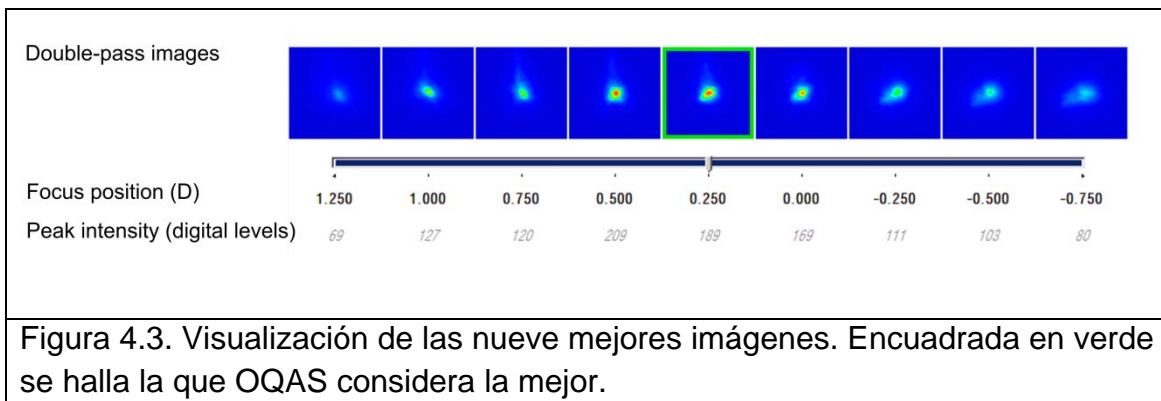 Double-pass images
Focus position (D) 1.250 1.000 0.750 0.500 0.250 0.000 -0.250 -0.500 -0.750
Peak intensity (digital levels) 69 127 120 209 189 169 111 103 80
Figura 4.3. Visualización de las nueve mejores imágenes. Encuadrada en verde
se halla la que OQAS considera la mejor.